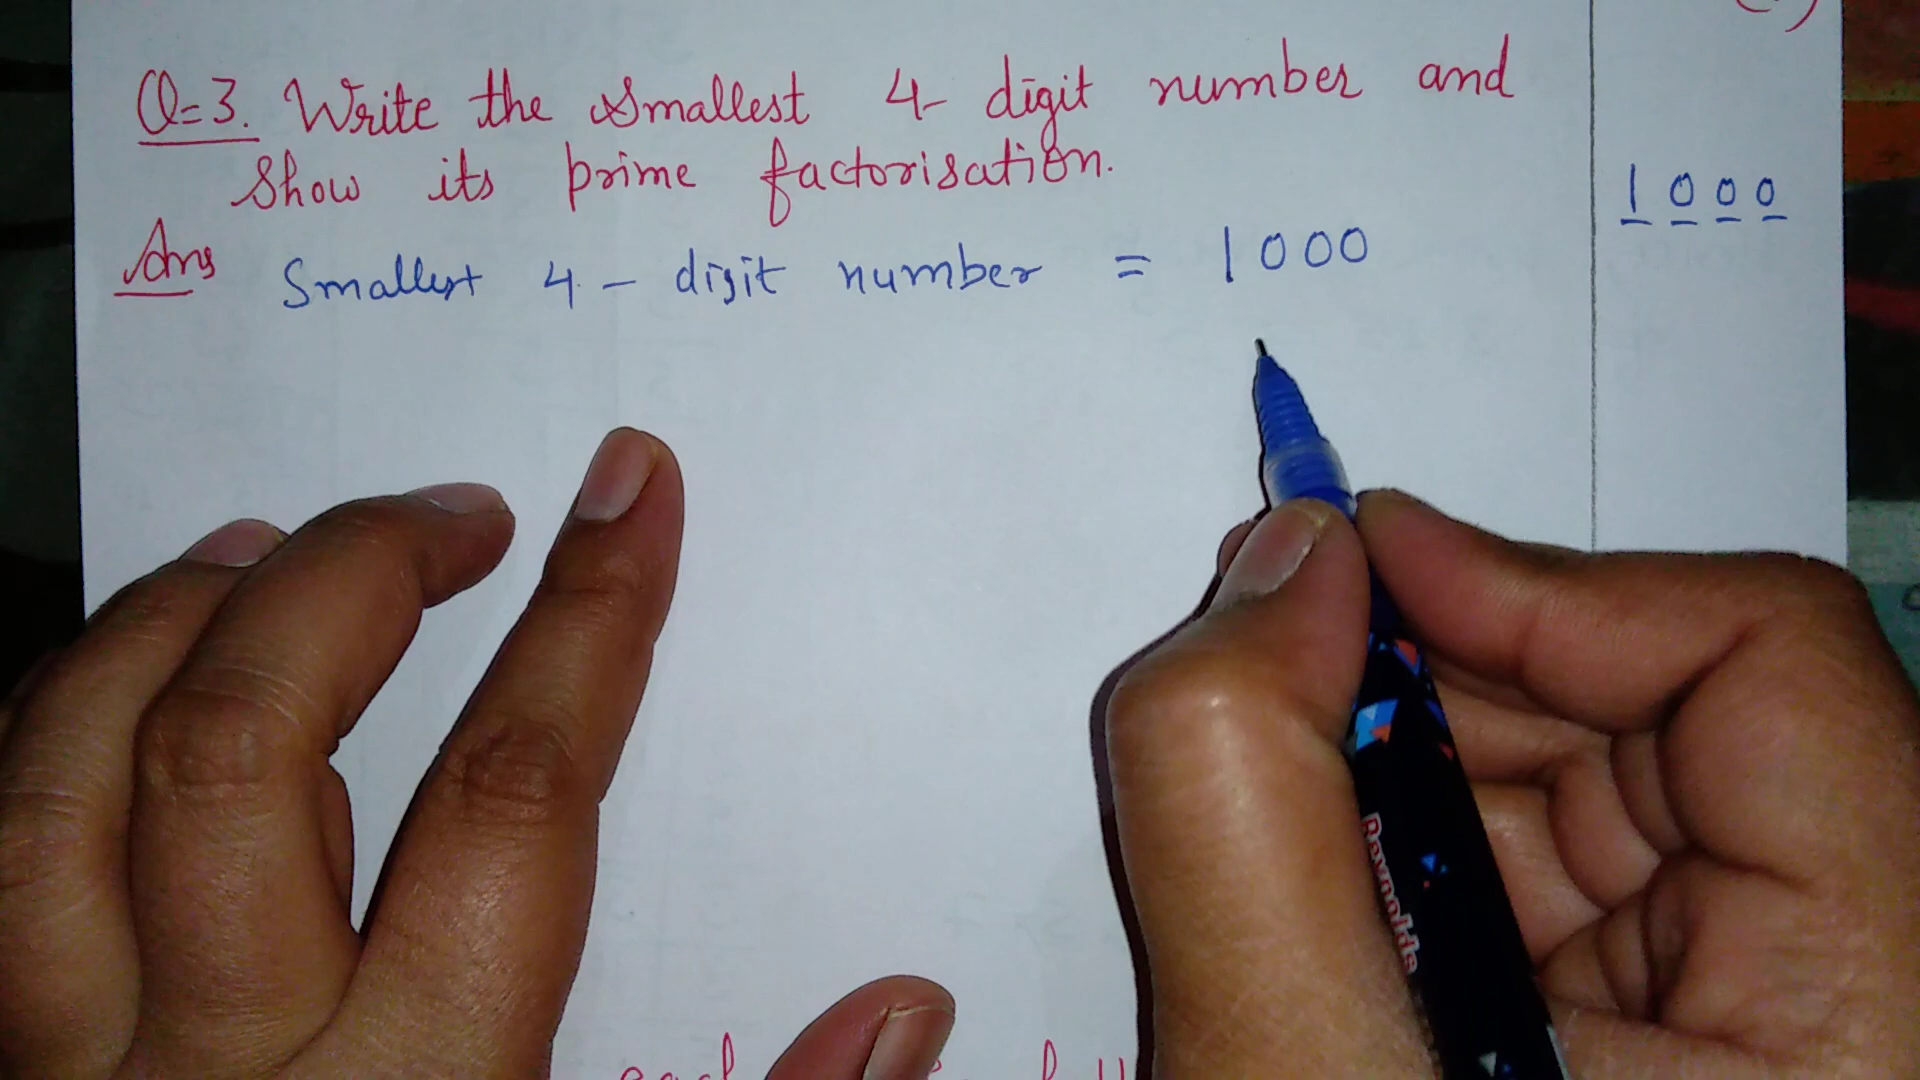 Q=3. Write the smallest 4- digit number and
Show its prime factorisation.
Ans Smallest 4 - digit number = 1000
1000
Reynolds